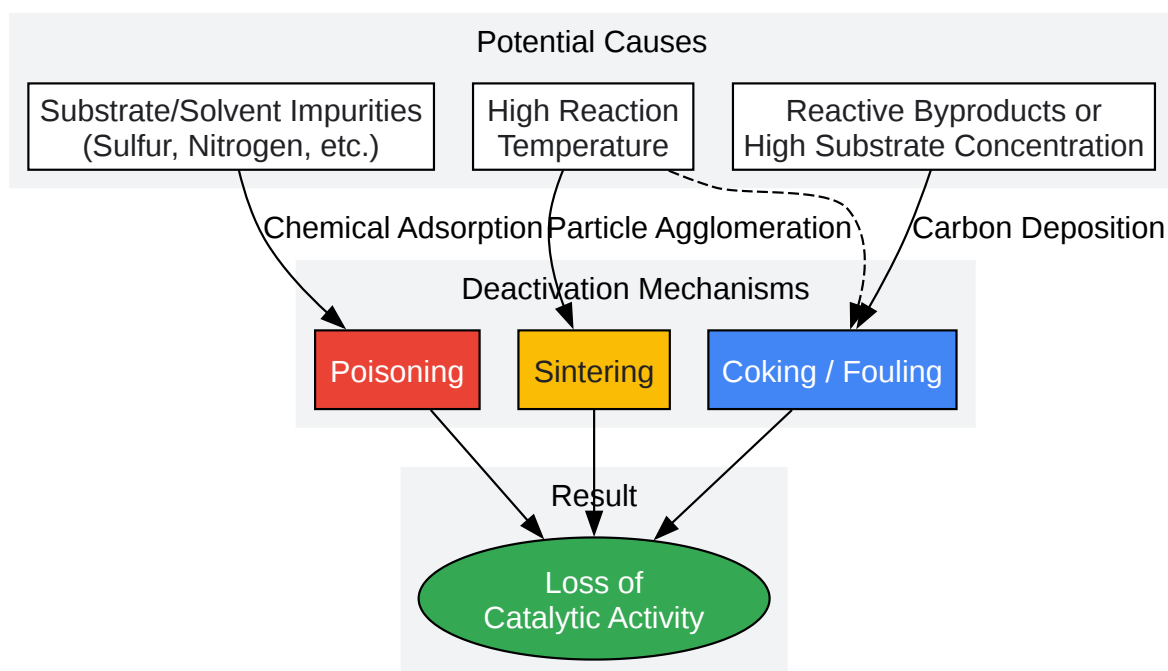 Potential Causes
Substrate/Solvent Impurities
(Sulfur, Nitrogen, etc.)
High Reaction
Temperature
Reactive Byproducts or
High Substrate Concentration
Chemical Adsorption
Particle Agglomeration
Carbon Deposition
Deactivation Mechanisms
Poisoning
Sintering
Coking / Fouling
Result
Loss of
Catalytic Activity